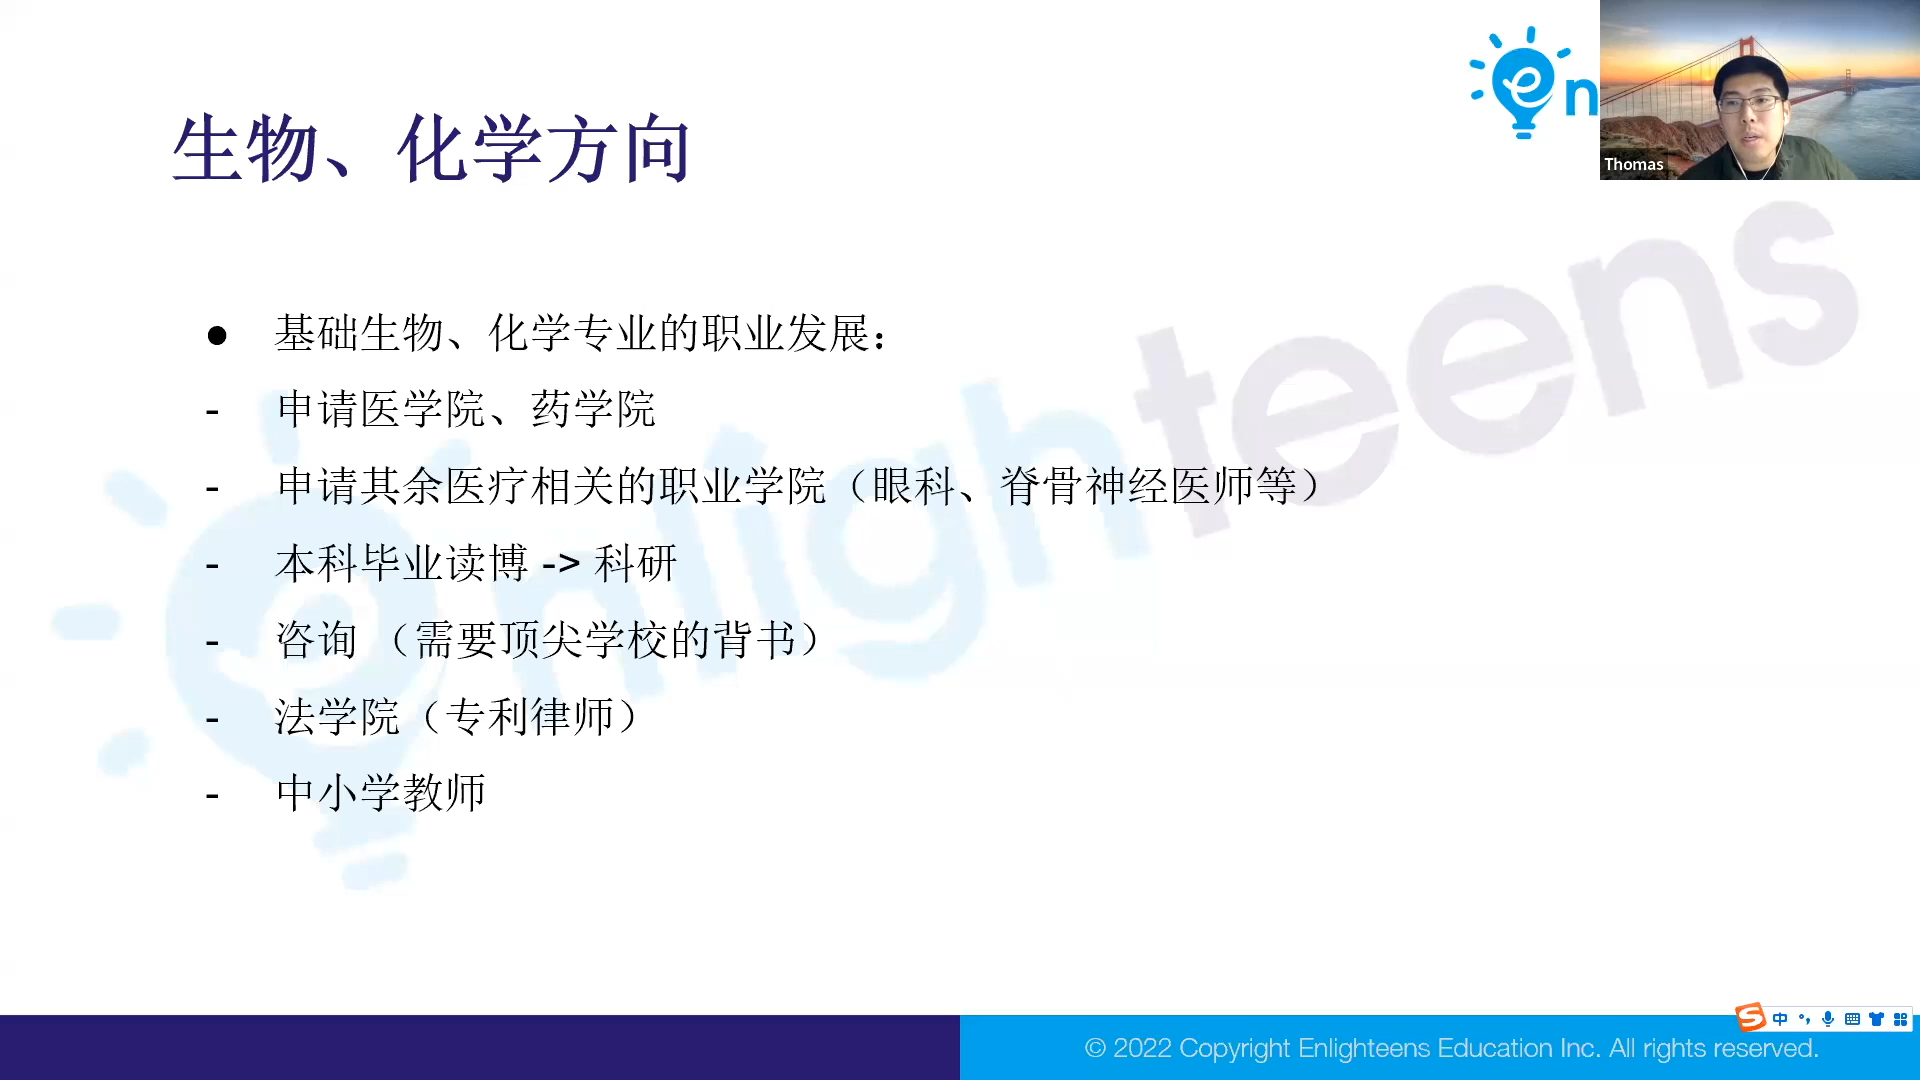 生物、化学方向
en
Thomas
● 基础生物、化学专业的职业发展：
- 申请医学院、药学院
- 申请其余医疗相关的职业学院（眼科、脊骨神经医师等）
- 本科毕业读博 -> 科研
- 咨询 （需要顶尖学校的背书）
- 法学院（专利律师）
- 中小学教师
enlighteens
S 中
© 2022 Copyright Enlighteens Education Inc. All rights reserved.